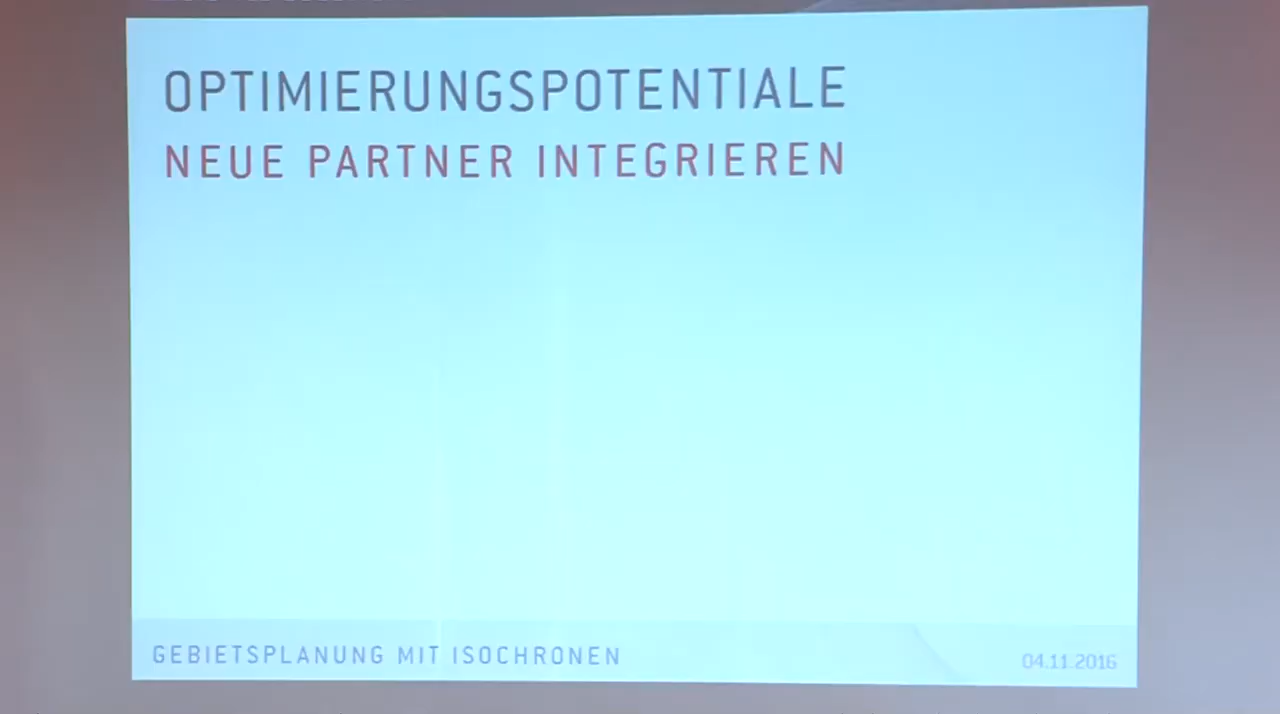 OPTIMIERUNGSPOTENTIALE
NEUE PARTNER INTEGRIEREN
GEBIETSPLANUNG MIT ISOCHRONEN
04.11.2016